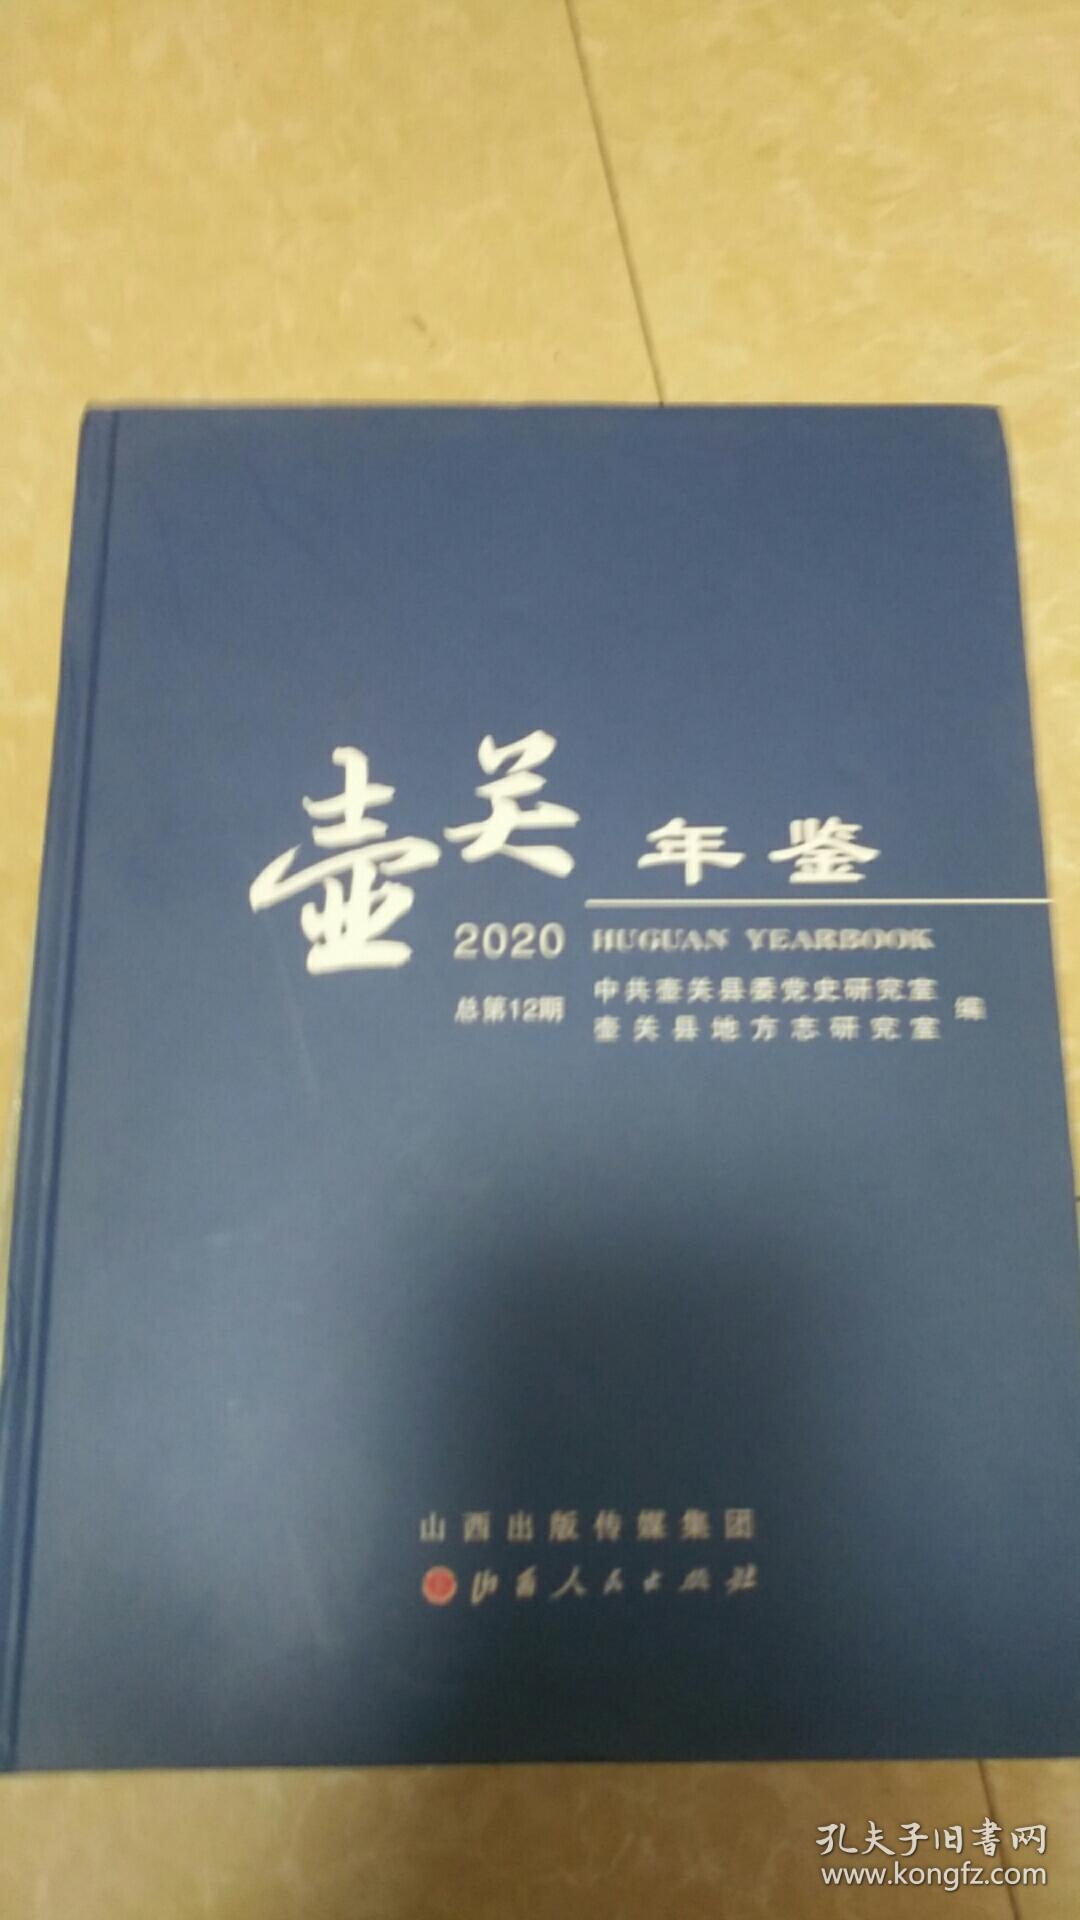 壶关年鉴
2020 HUGUAN YEARBOOK
总第12期
中共壶关县委党史研究室
壶关县地方志研究室
编
山西出版传媒集团
山西人民出版社
孔夫子旧书网
www.kongfz.com